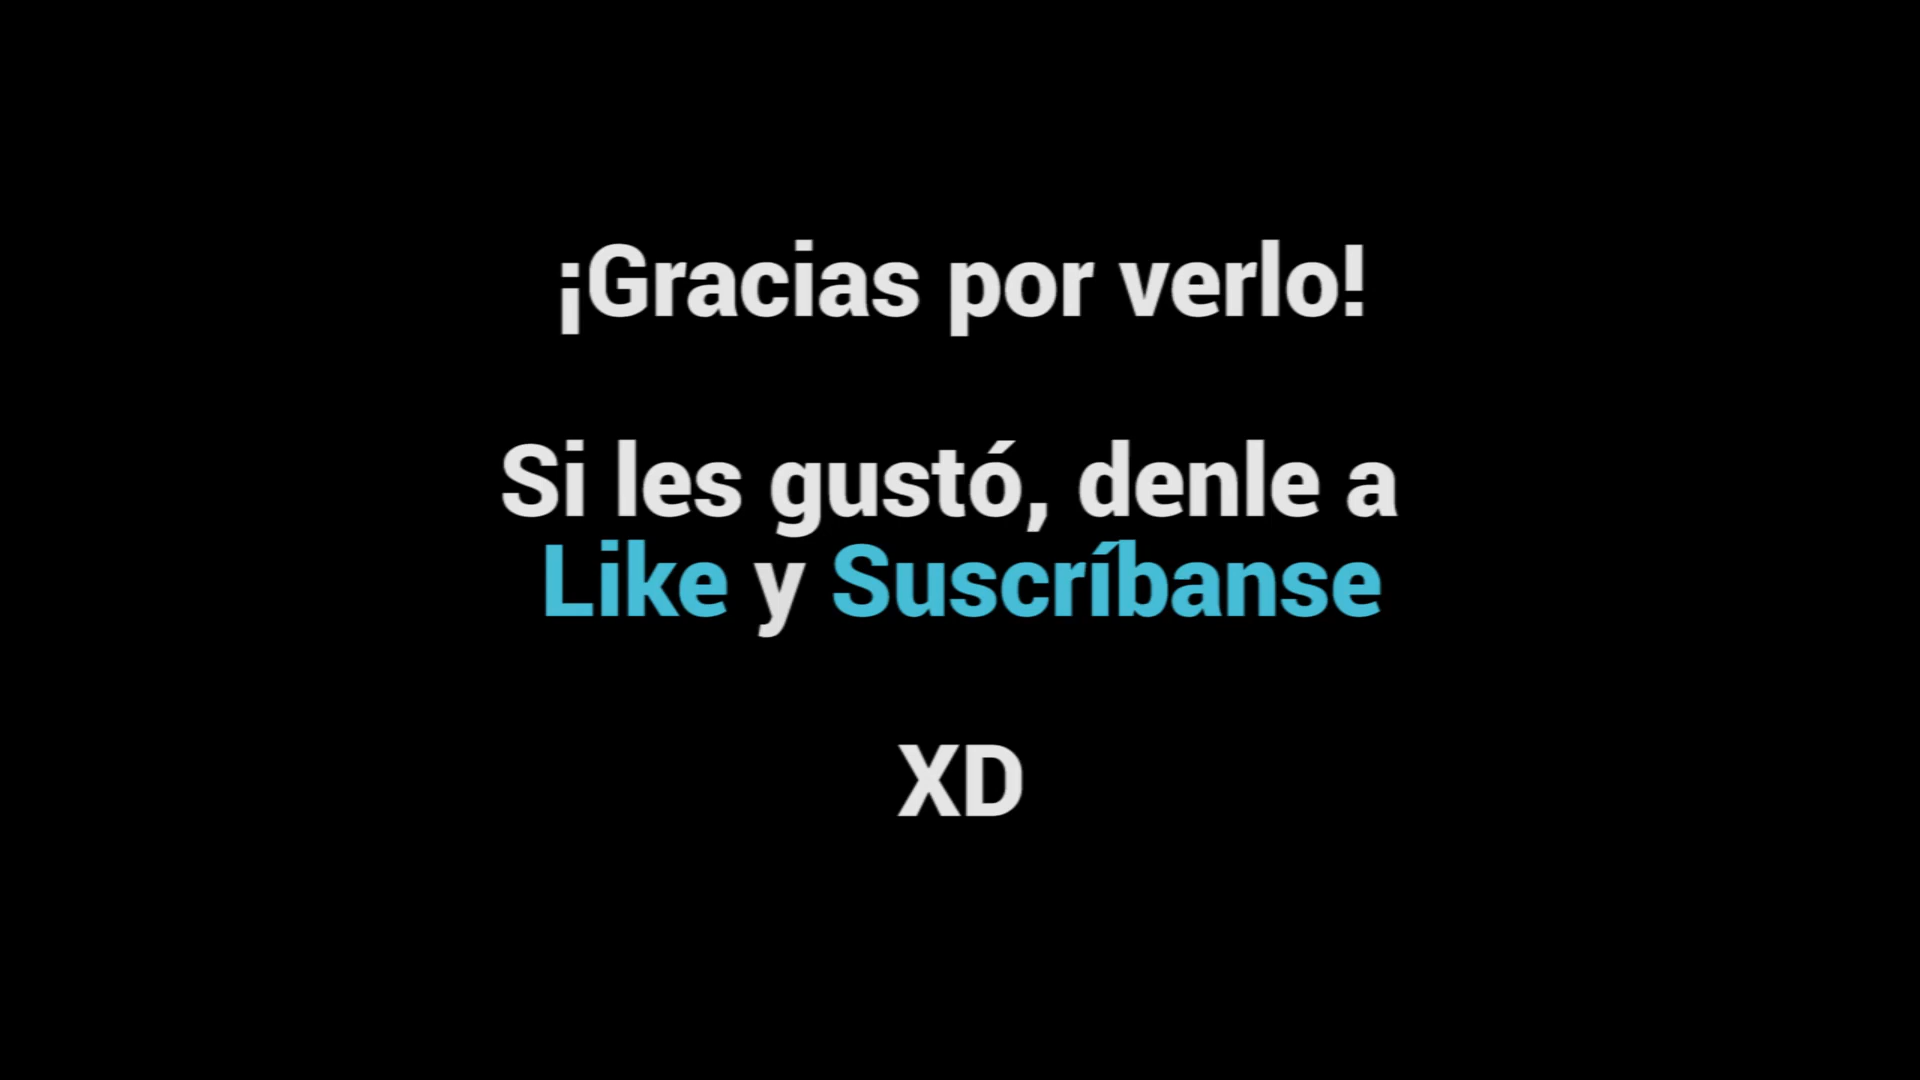 ¡Gracias por verlo!
Si les gustó, denle a
Like y Suscríbanse
XD